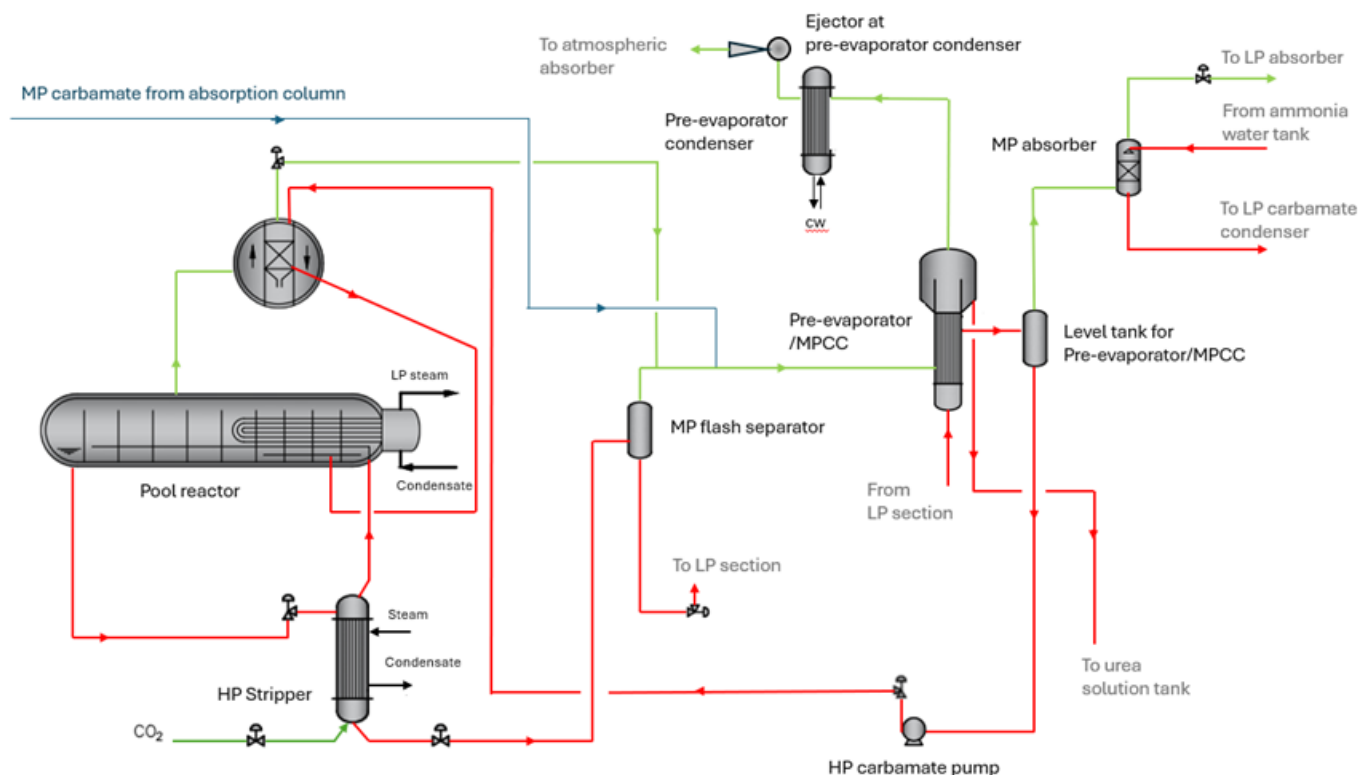 Ejector at
pre-evaporator condenser
To atmospheric
absorber
To LP absorber
MP carbamate from absorption column
From ammonia
water tank
Pre-evaporator
condenser
MP absorber
To LP carbamate
condenser
cw
Pre-evaporator
/MPCC
Level tank for
Pre-evaporator/MPCC
LP steam
MP flash separator
Condensate
Pool reactor
From
LP section
To LP section
Steam
Condensate
To urea
solution tank
HP Stripper
CO2
HP carbamate pump